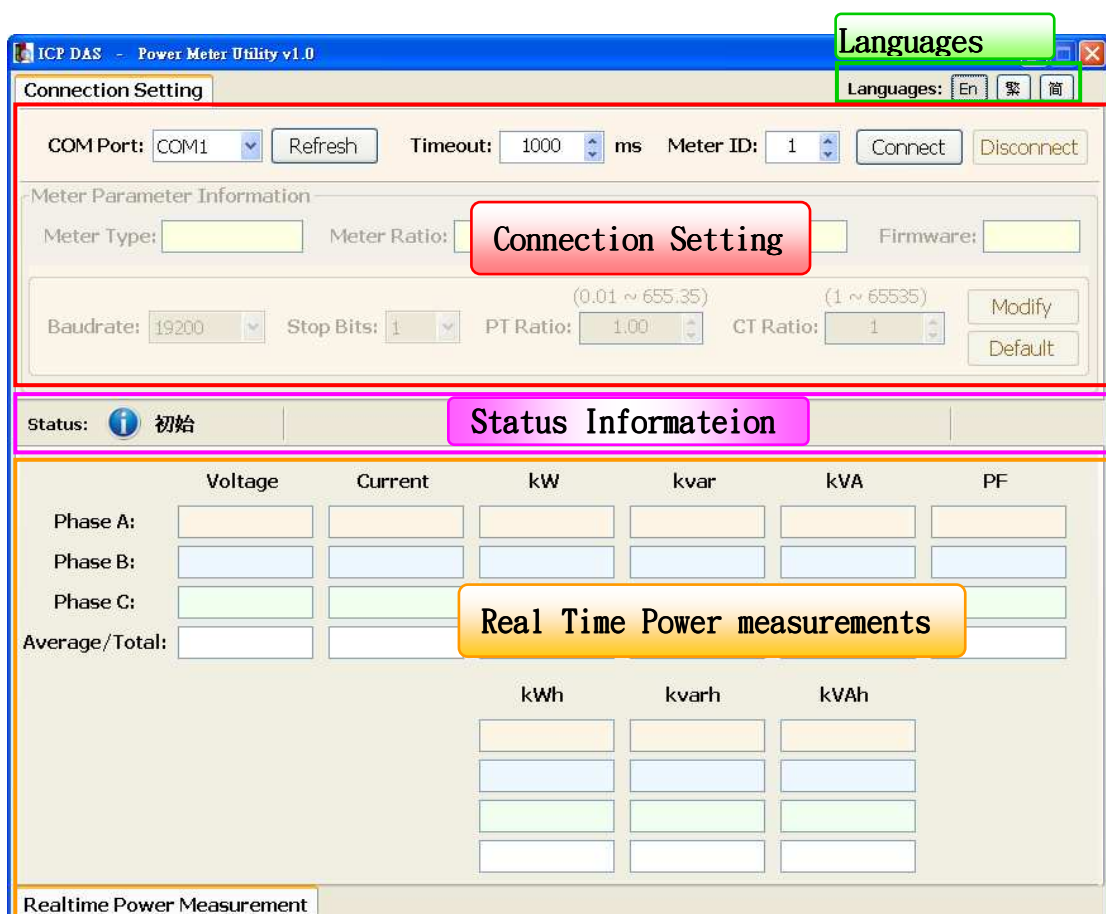 Languages
ICP DAS - Power Meter Utility v1.0
Connection Setting
Languages: En 繁 简
COM Port: COM1 Refresh Timeout: 1000 ms Meter ID: 1 Connect Disconnect
Meter Parameter Information
Meter Type: Meter Ratio: Firmware:
Connection Setting
(0.01 ~ 655.35) (1 ~ 65535)
Baudrate: 19200 Stop Bits: 1 PT Ratio: 1.00 CT Ratio: 1
Modify
Default
Status: 初始
Status Informateion
Voltage Current kW kvar kVA PF
Phase A:
Phase B:
Phase C:
Average/Total:
Real Time Power measurements
kWh kvarh kVAh
Realtime Power Measurement